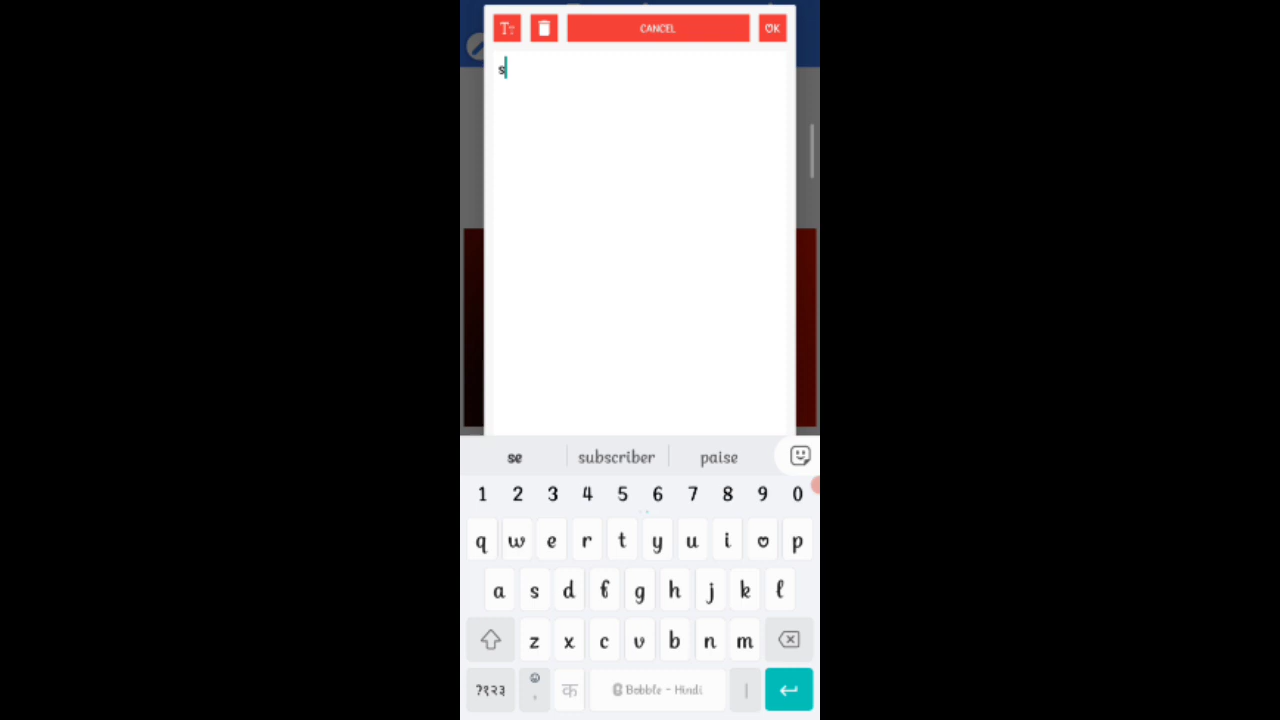 CANCEL OK
s
se subscriber paise
1 2 3 4 5 6 7 8 9 0
q w e r t y u i o p
a s d f g h j k l
z x c v b n m
?१२३ , क Bobble - Hindi |